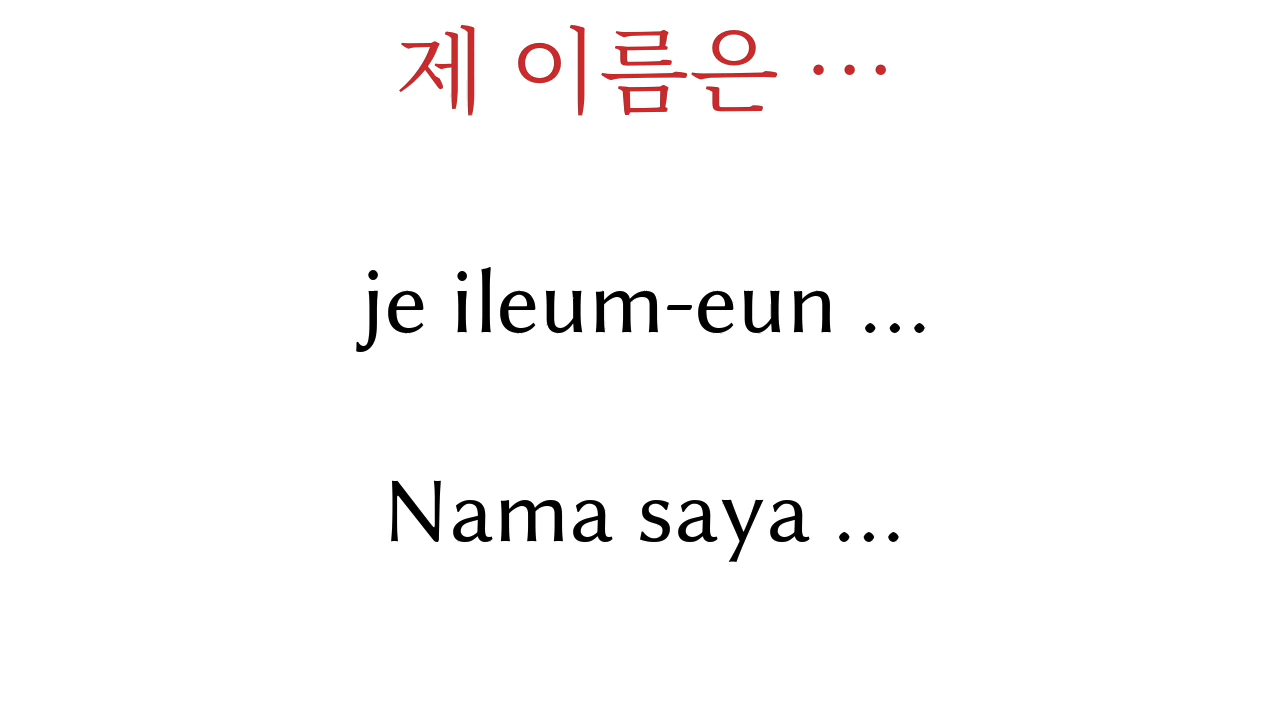 제 이름은 …
je ileum-eun ...
Nama saya ...